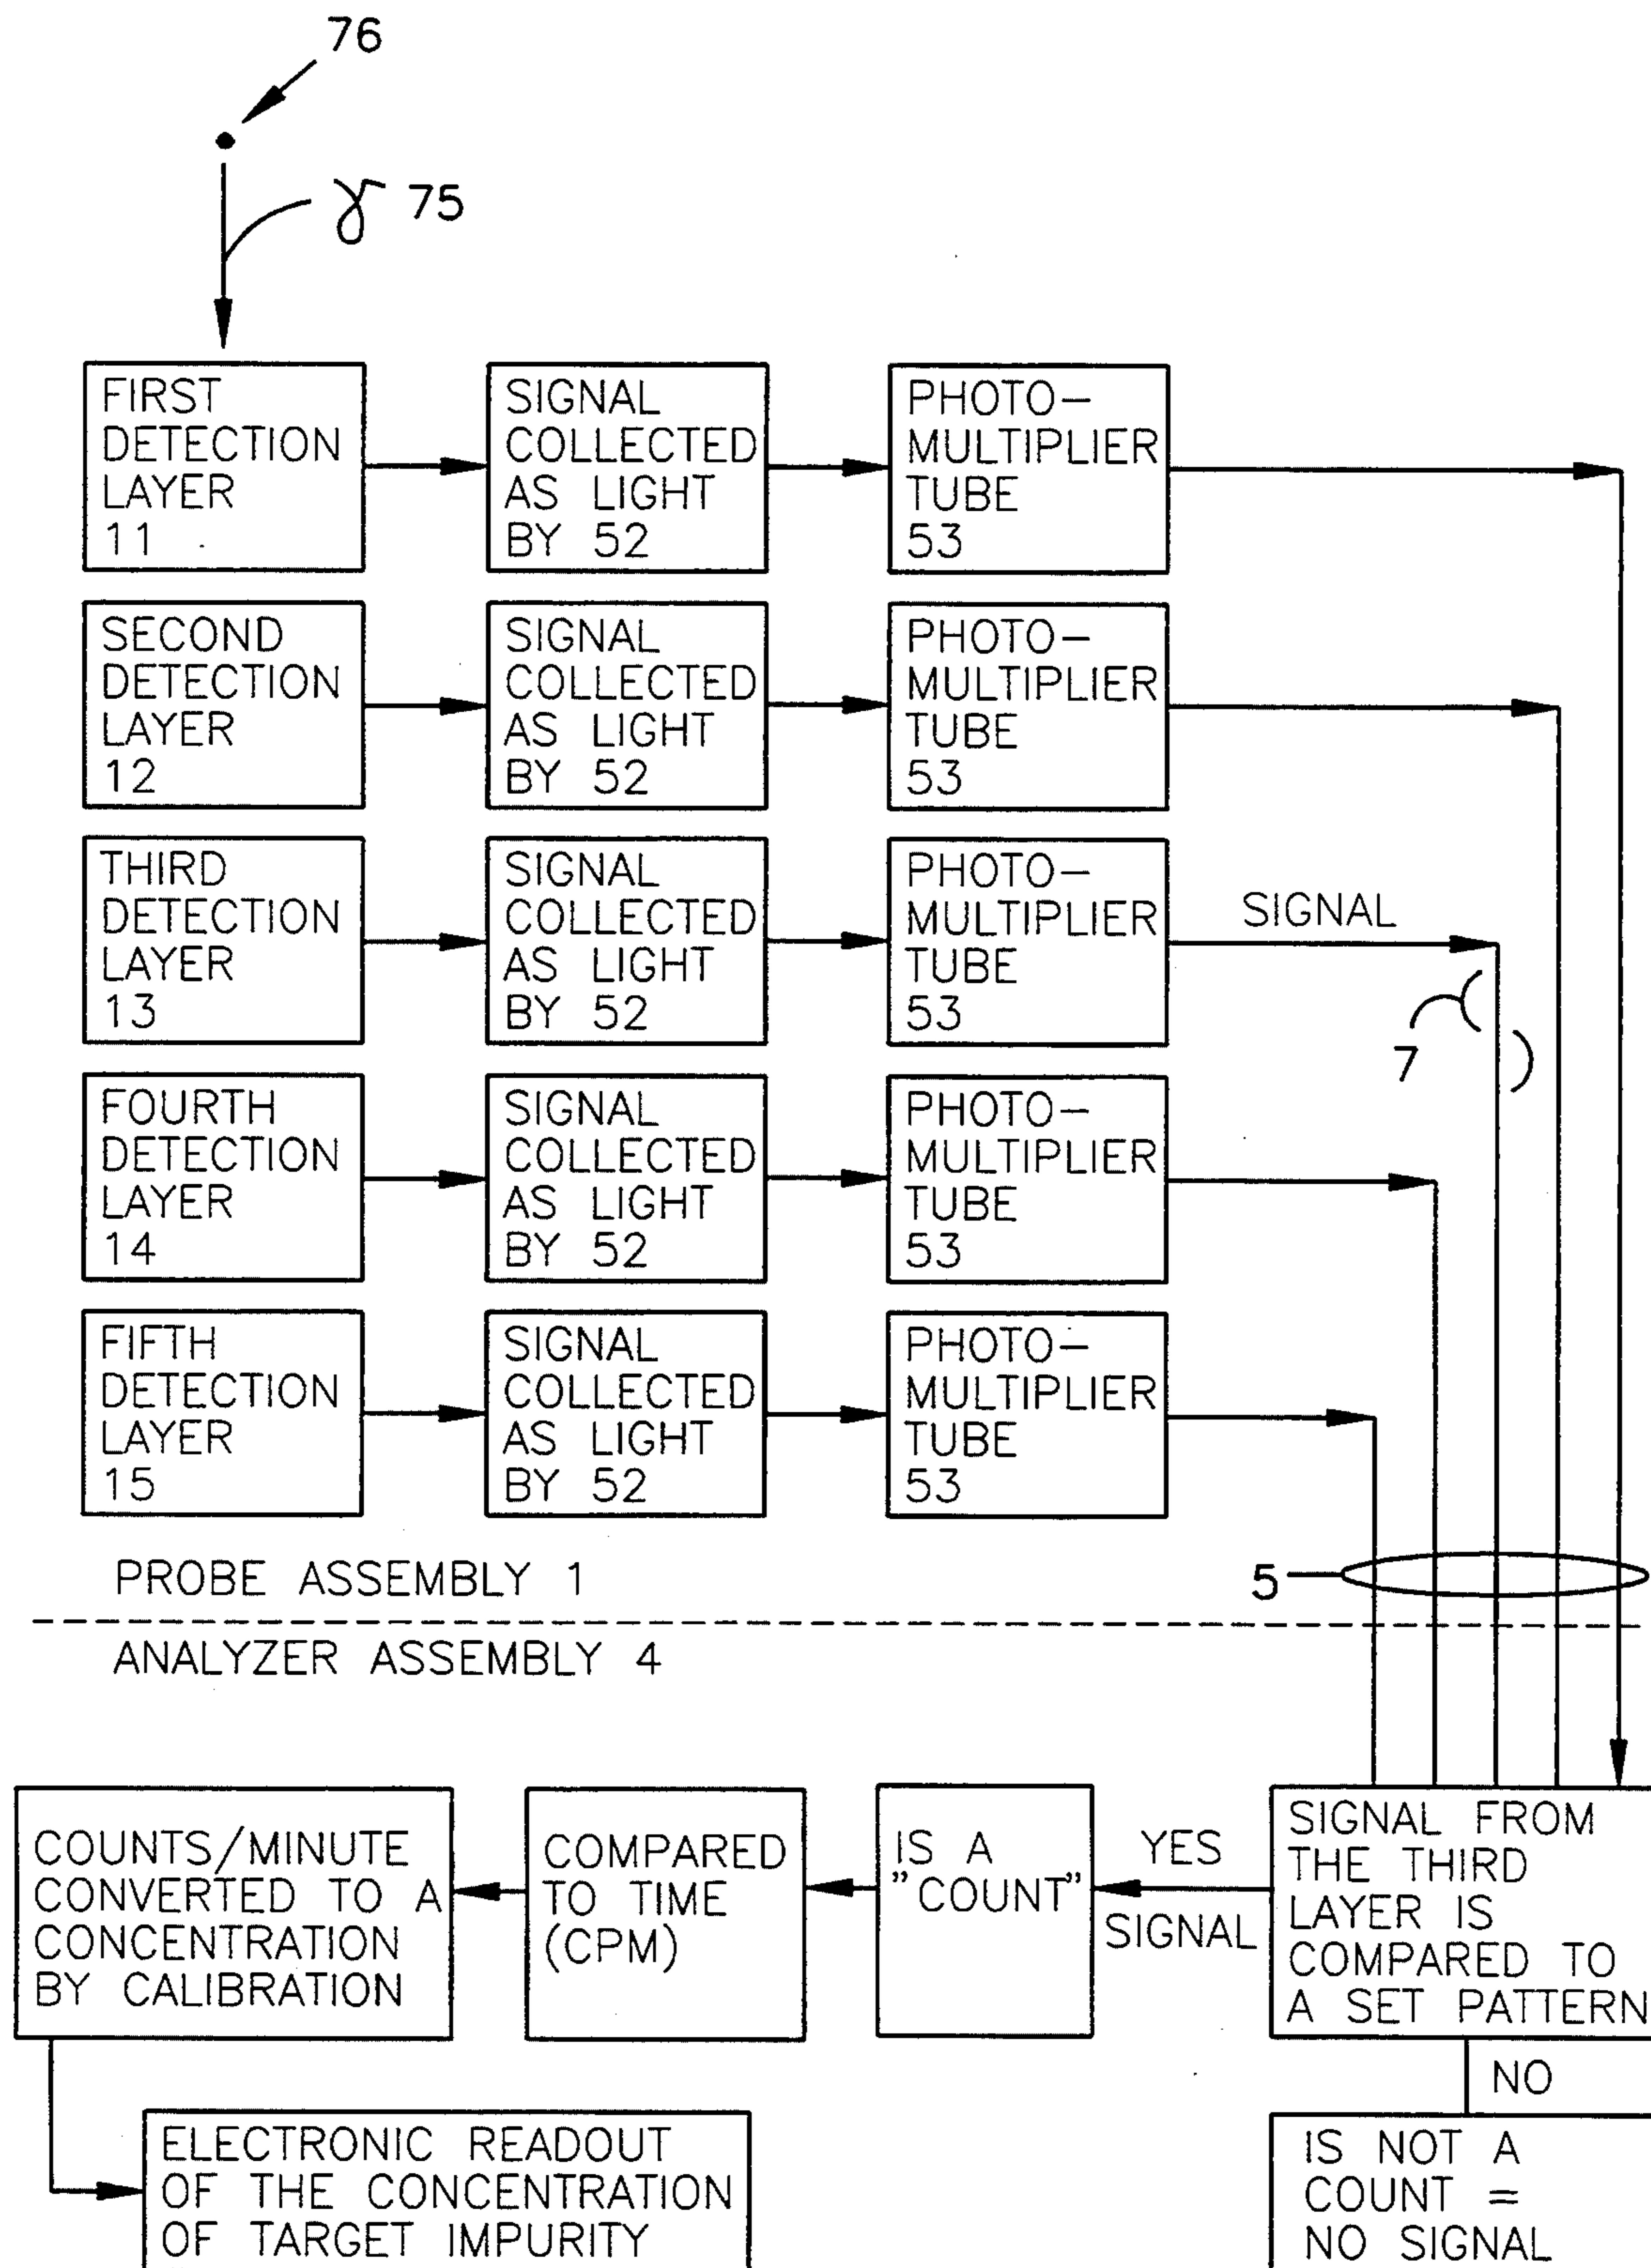 76
γ 75
FIRST
DETECTION
LAYER
11
SIGNAL
COLLECTED
AS LIGHT
BY 52
PHOTO-
MULTIPLIER
TUBE
53
SECOND
DETECTION
LAYER
12
SIGNAL
COLLECTED
AS LIGHT
BY 52
PHOTO-
MULTIPLIER
TUBE
53
THIRD
DETECTION
LAYER
13
SIGNAL
COLLECTED
AS LIGHT
BY 52
PHOTO-
MULTIPLIER
TUBE
53
SIGNAL
7
FOURTH
DETECTION
LAYER
14
SIGNAL
COLLECTED
AS LIGHT
BY 52
PHOTO-
MULTIPLIER
TUBE
53
FIFTH
DETECTION
LAYER
15
SIGNAL
COLLECTED
AS LIGHT
BY 52
PHOTO-
MULTIPLIER
TUBE
53
PROBE ASSEMBLY 1
5
ANALYZER ASSEMBLY 4
COUNTS/MINUTE
CONVERTED TO A
CONCENTRATION
BY CALIBRATION
COMPARED
TO TIME
(CPM)
IS A
"COUNT"
YES
SIGNAL
SIGNAL FROM
THE THIRD
LAYER IS
COMPARED TO
A SET PATTERN
NO
ELECTRONIC READOUT
OF THE CONCENTRATION
OF TARGET IMPURITY
IS NOT A
COUNT =
NO SIGNAL